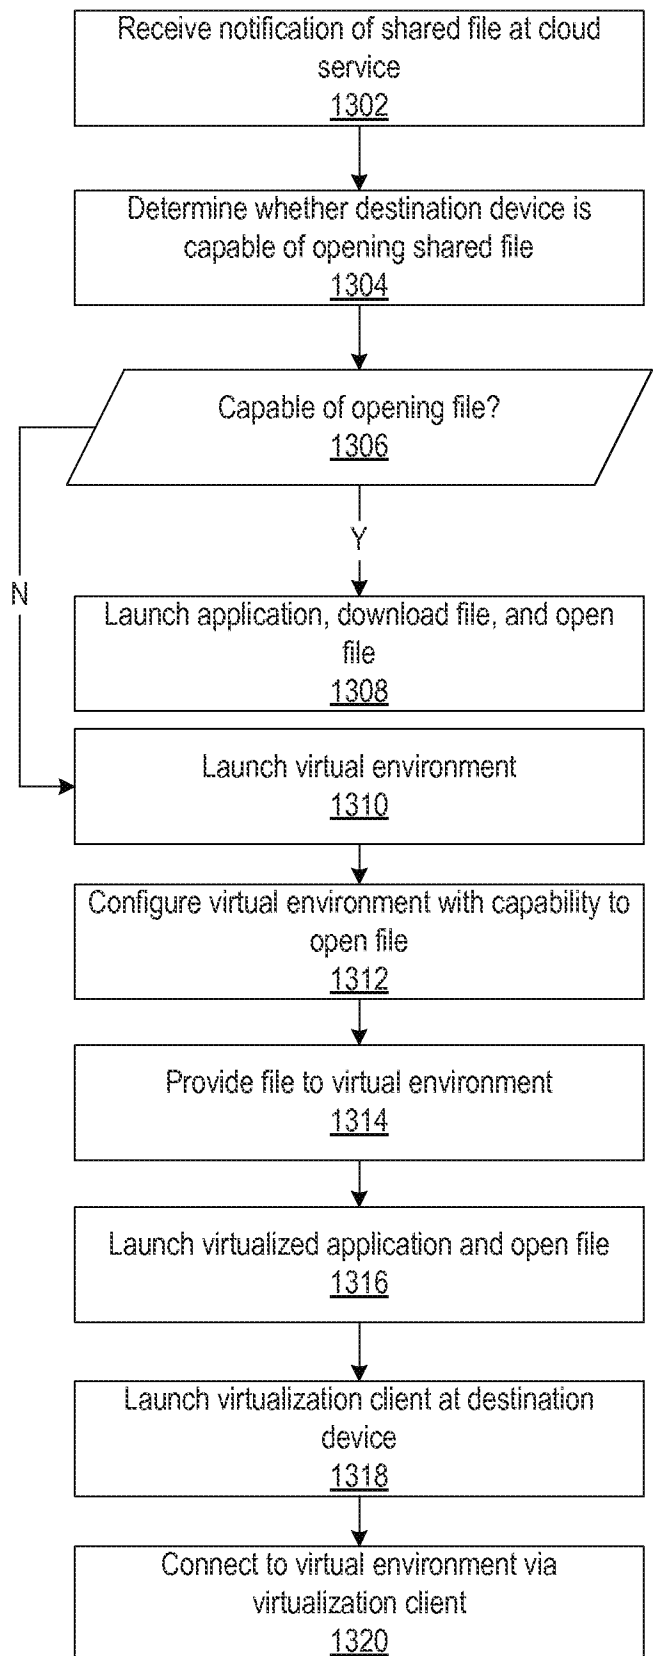 Receive notification of shared file at cloud
service
1302
Determine whether destination device is
capable of opening shared file
1304
Capable of opening file?
1306
Y
N
Launch application, download file, and open
file
1308
Launch virtual environment
1310
Configure virtual environment with capability to
open file
1312
Provide file to virtual environment
1314
Launch virtualized application and open file
1316
Launch virtualization client at destination
device
1318
Connect to virtual environment via
virtualization client
1320